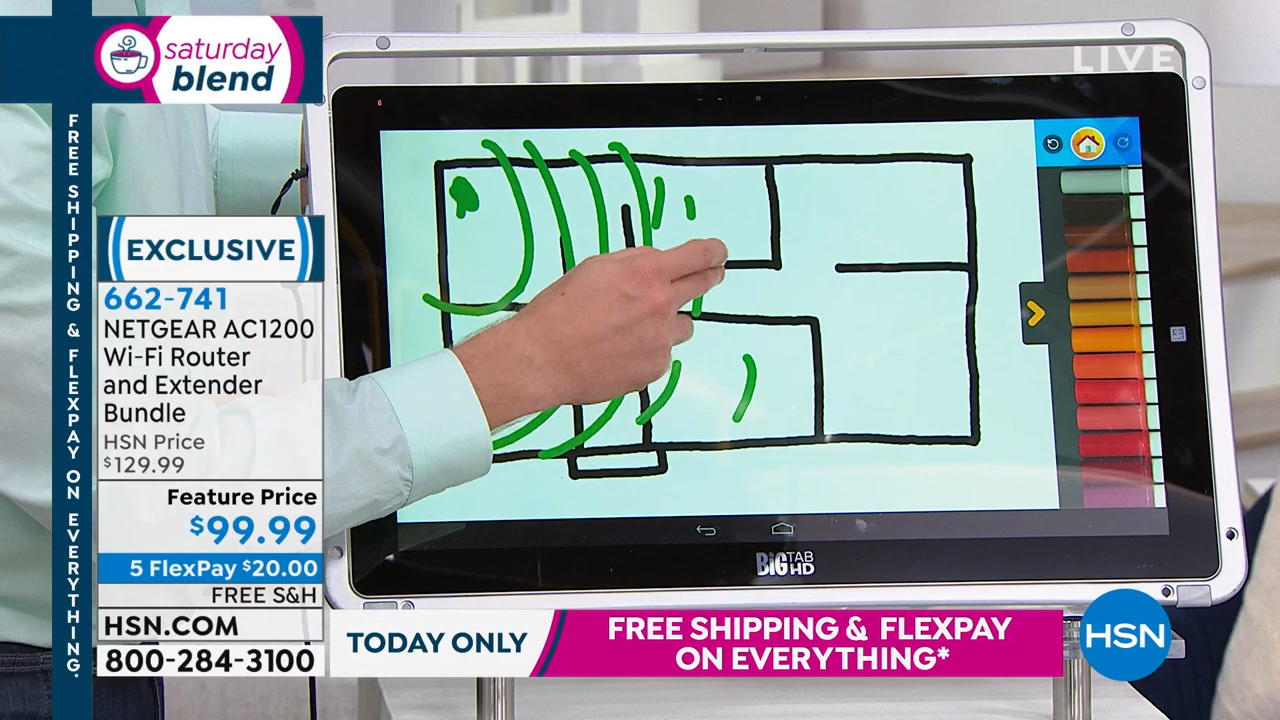 saturday
blend
LIVE
FREE SHIPPING & FLEXPAY ON EVERYTHING.
EXCLUSIVE
662-741
NETGEAR AC1200
Wi-Fi Router
and Extender
Bundle
HSN Price
$129.99
Feature Price
$99.99
5 FlexPay $20.00
FREE S&H
HSN.COM
800-284-3100
BiGTAB HD
TODAY ONLY
FREE SHIPPING & FLEXPAY
ON EVERYTHING*
HSN